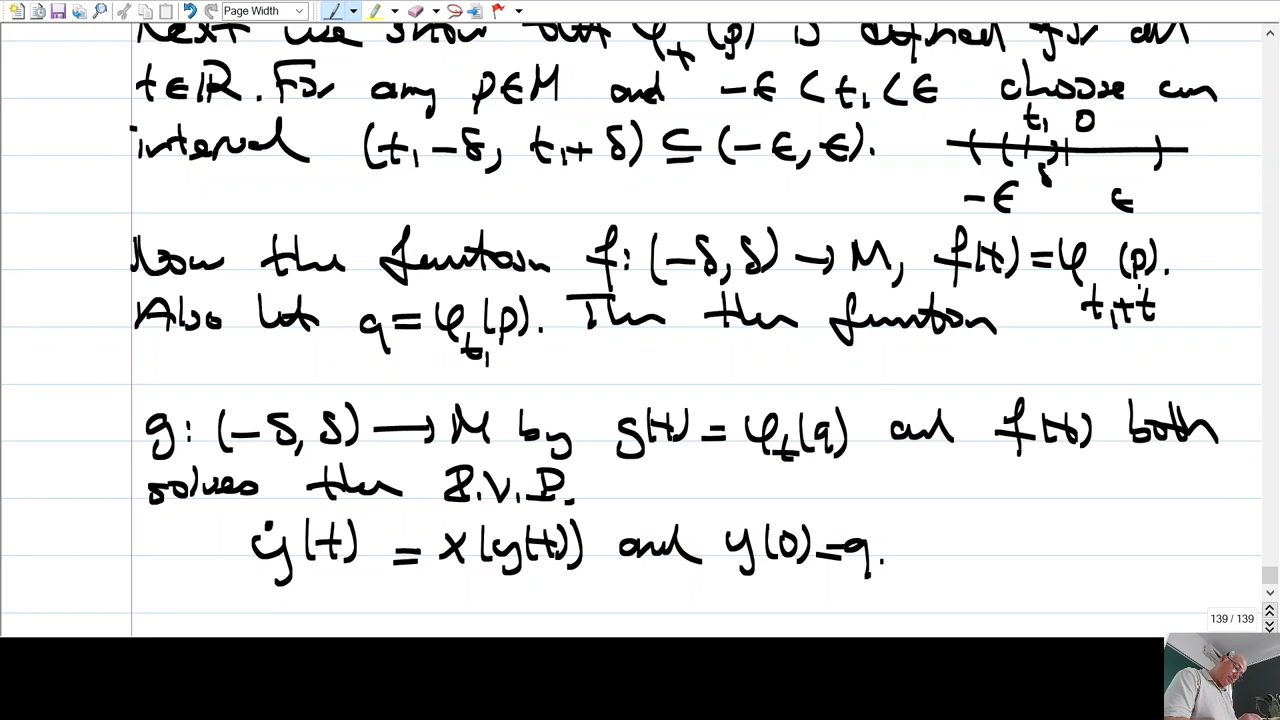 Page Width
Next we show that φ_t(p) is defined for all
t∈ℝ. For any p∈M and -ϵ < t₁ < ϵ choose an
interval (t₁-δ, t₁+δ) ⊆ (-ϵ, ϵ).
t₁ 0
δ
-ϵ ϵ
Now the function f: (-δ, δ) → M, f(t) = φ_{t₁+t}(p).
Also let q = φ_{t₁}(p). Then the function
g: (-δ, δ) → M by g(t) = φ_t(q) and f(t) both
solves the I.V.P.
ẏ(t) = X(y(t)) and y(0) = q.
139 / 139